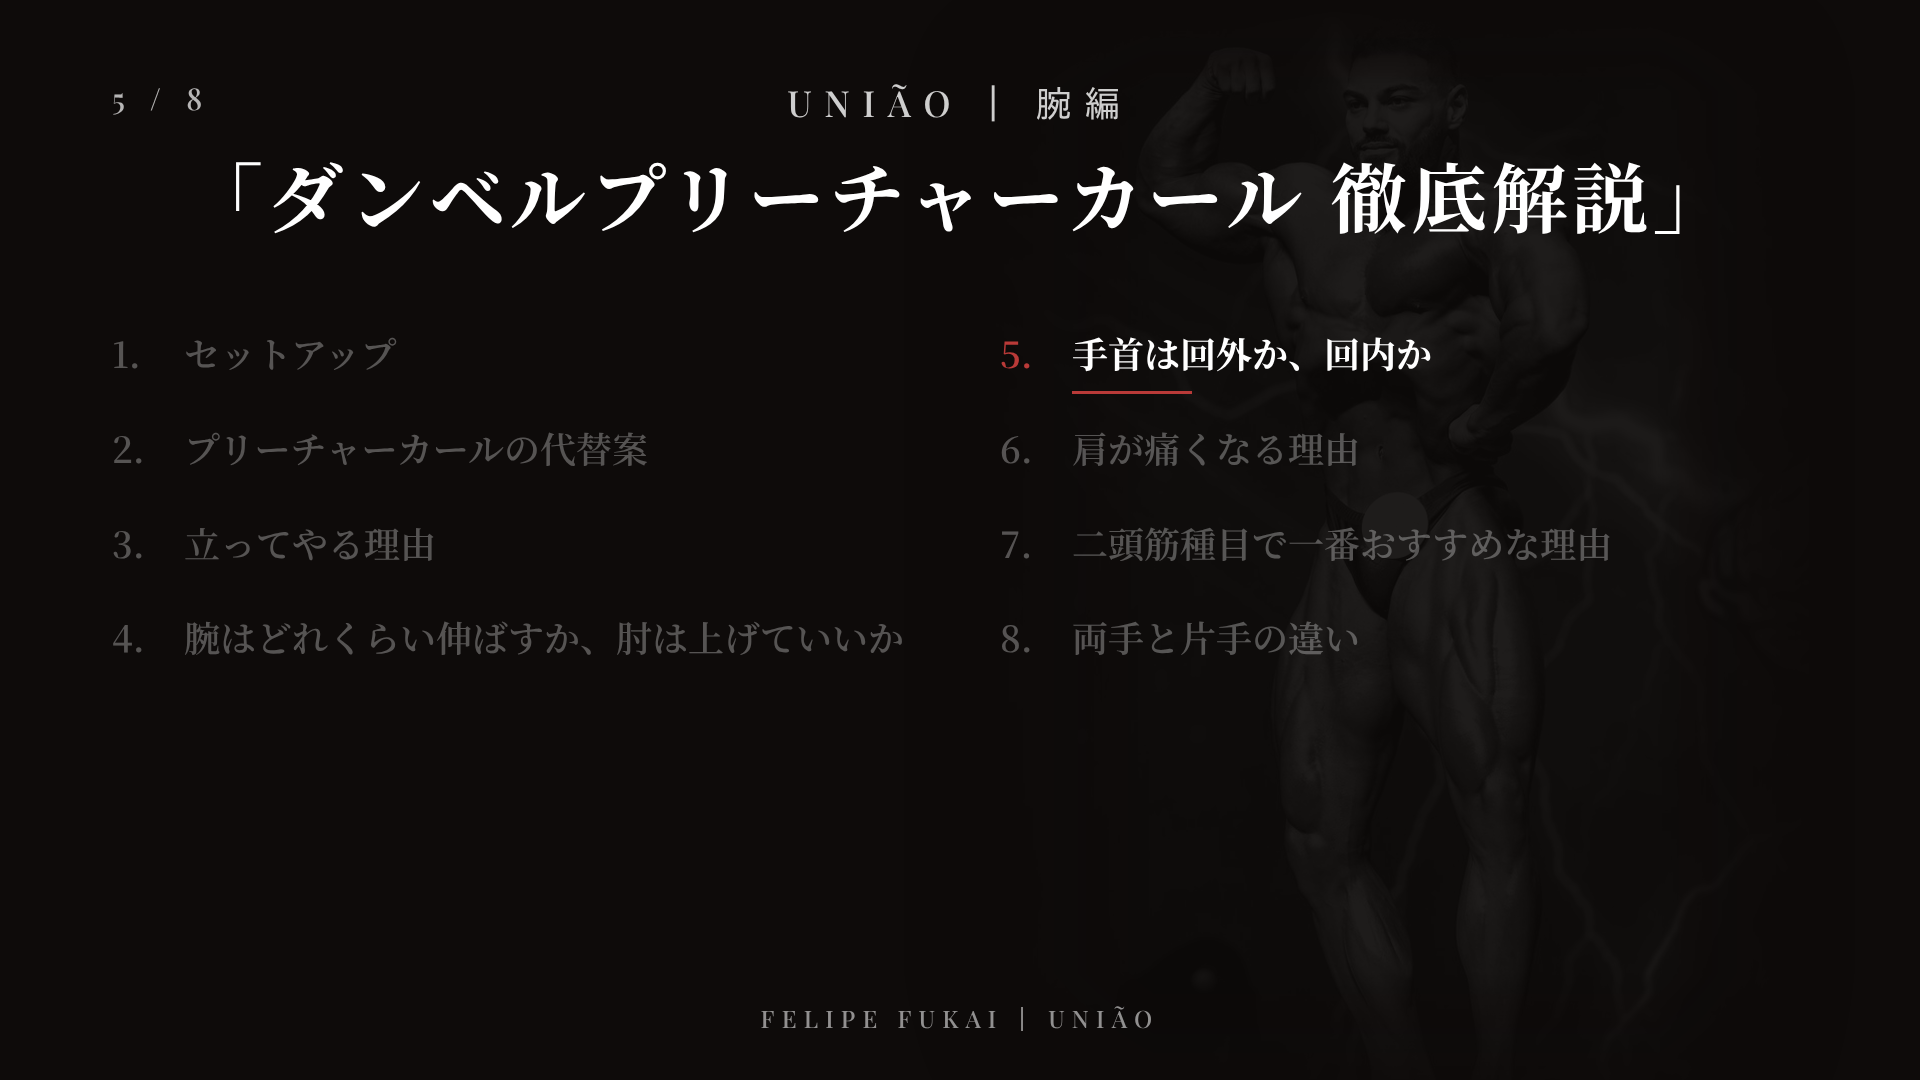 5 / 8
UNIÃO | 腕編
「ダンベルプリーチャーカール 徹底解説」
1. セットアップ
2. プリーチャーカールの代替案
3. 立ってやる理由
4. 腕はどれくらい伸ばすか、肘は上げていいか
5. 手首は回外か、回内か
6. 肩が痛くなる理由
7. 二頭筋種目で一番おすすめな理由
8. 両手と片手の違い
FELIPE FUKAI | UNIÃO